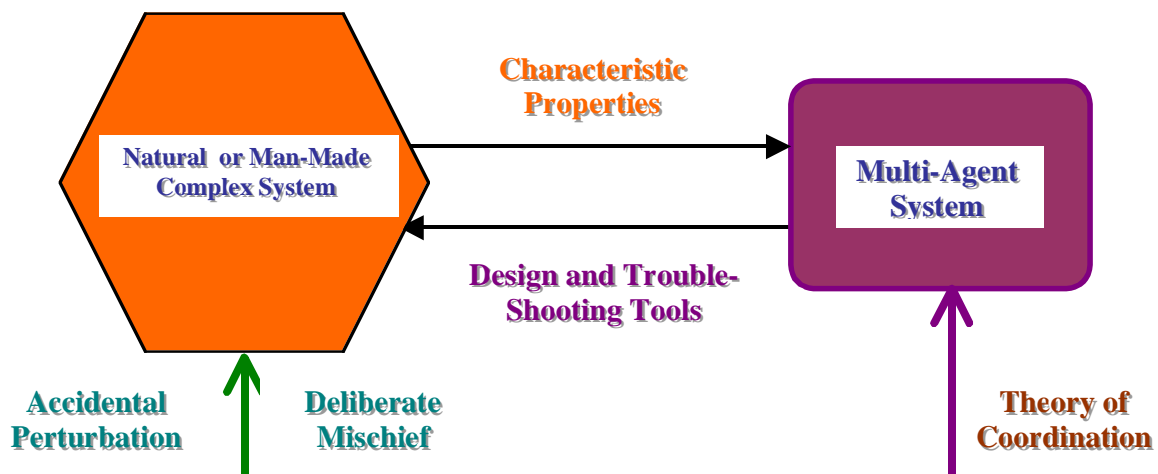 Characteristic
Properties
Natural or Man-Made
Complex System
Multi-Agent
System
Design and Trouble-
Shooting Tools
Accidental
Perturbation
Deliberate
Mischief
Theory of
Coordination